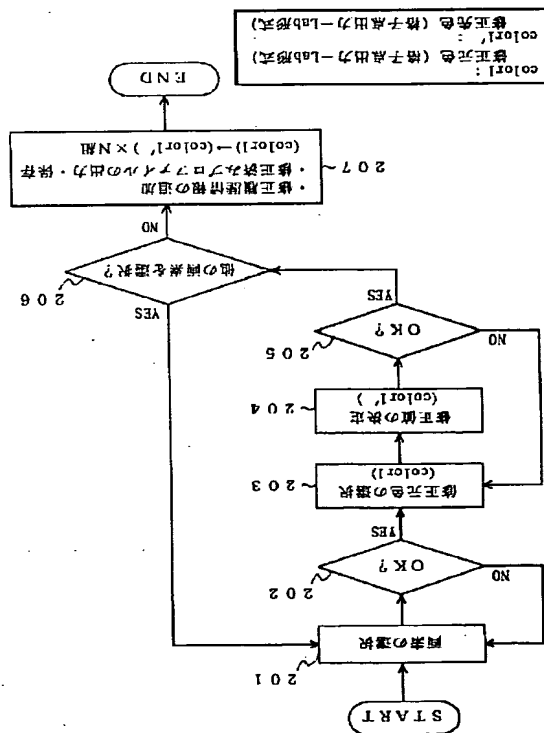 START
201
画素の選択
202
OK?
NO
YES
203
修正元色の選択
(color1)
204
修正値の決定
(color1')
205
OK?
NO
YES
206
他の画素を選択?
YES
NO
207
・修正履歴情報の追加
・修正済みプロファイルの出力・保存
(color1)→(color1')×N組
END
color1:
修正元色(格子点出力-Lab形式)
color1':
修正先色(格子点出力-Lab形式)